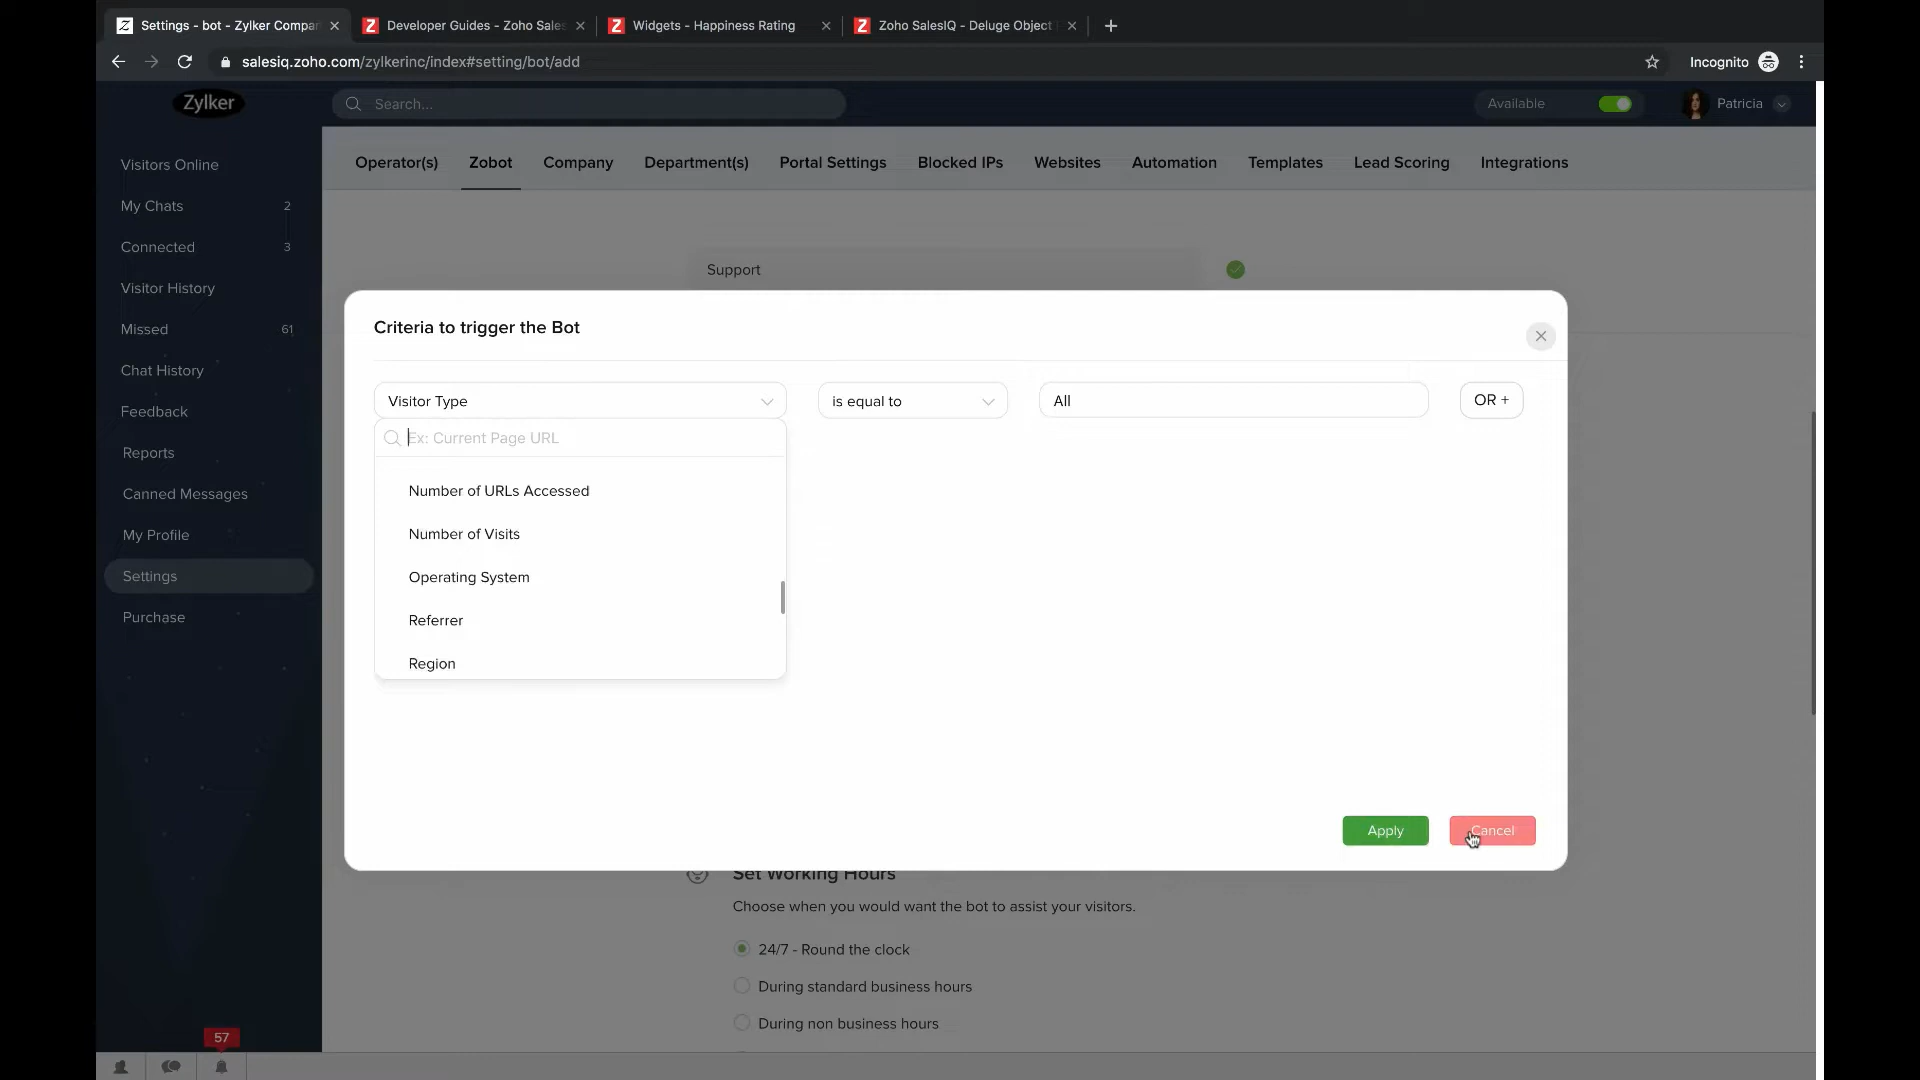 Settings - bot - Zylker Compan
Developer Guides - Zoho Sales
Widgets - Happiness Rating
Zoho SalesIQ - Deluge Object
salesiq.zoho.com/zylkerinc/index#setting/bot/add
Incognito
Zylker
Search...
Available
Patricia
Operator(s)
Zobot
Company
Department(s)
Portal Settings
Blocked IPs
Websites
Automation
Templates
Lead Scoring
Integrations
Visitors Online
My Chats 2
Connected 3
Visitor History
Missed 61
Chat History
Feedback
Reports
Canned Messages
My Profile
Settings
Purchase
57
Support
Criteria to trigger the Bot
Visitor Type
is equal to
All
OR +
Ex: Current Page URL
Number of URLs Accessed
Number of Visits
Operating System
Referrer
Region
Apply
Cancel
Set Working Hours
Choose when you would want the bot to assist your visitors.
24/7 - Round the clock
During standard business hours
During non business hours